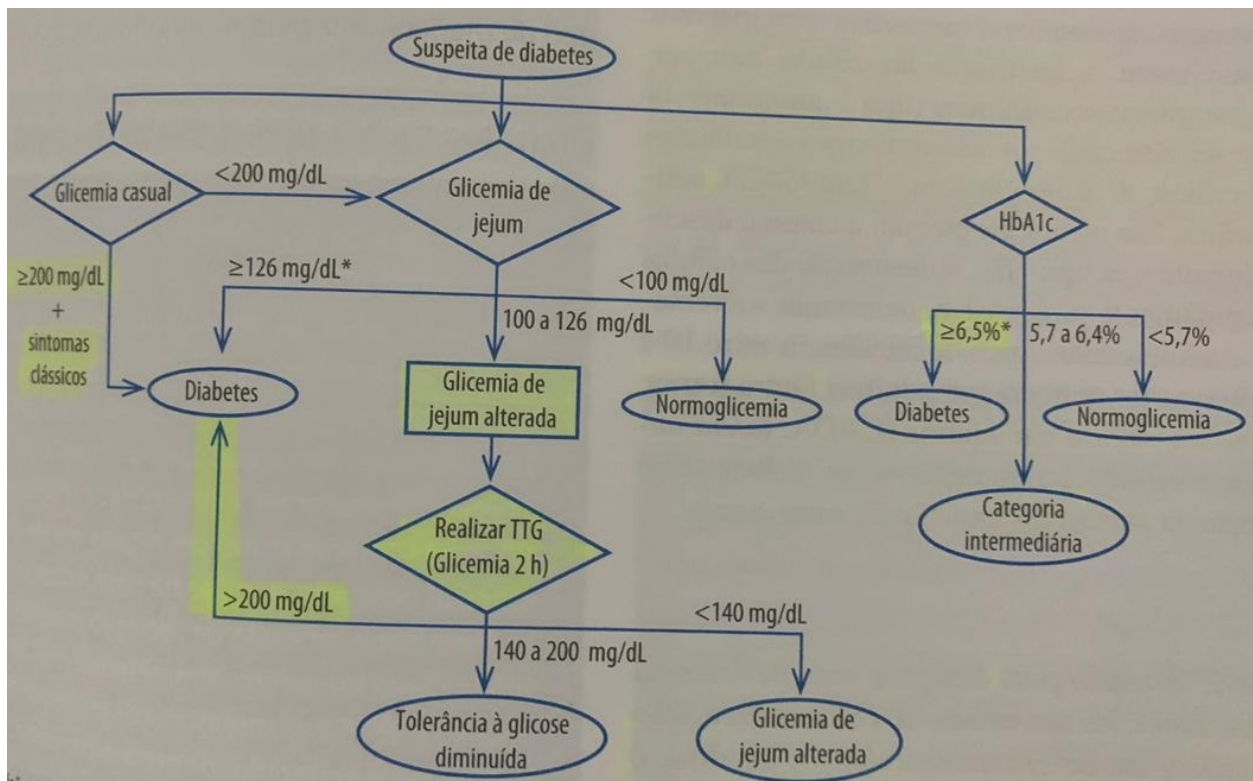 Suspeita de diabetes
Glicemia casual
<200 mg/dL
Glicemia de
jejum
HbA1c
≥200 mg/dL
+
sintomas
clássicos
≥126 mg/dL*
100 a 126 mg/dL
<100 mg/dL
≥6,5%*
5,7 a 6,4%
<5,7%
Diabetes
Glicemia de
jejum alterada
Normoglicemia
Diabetes
Normoglicemia
Categoria
intermediária
Realizar TTG
(Glicemia 2 h)
>200 mg/dL
140 a 200 mg/dL
<140 mg/dL
Tolerância à glicose
diminuída
Glicemia de
jejum alterada